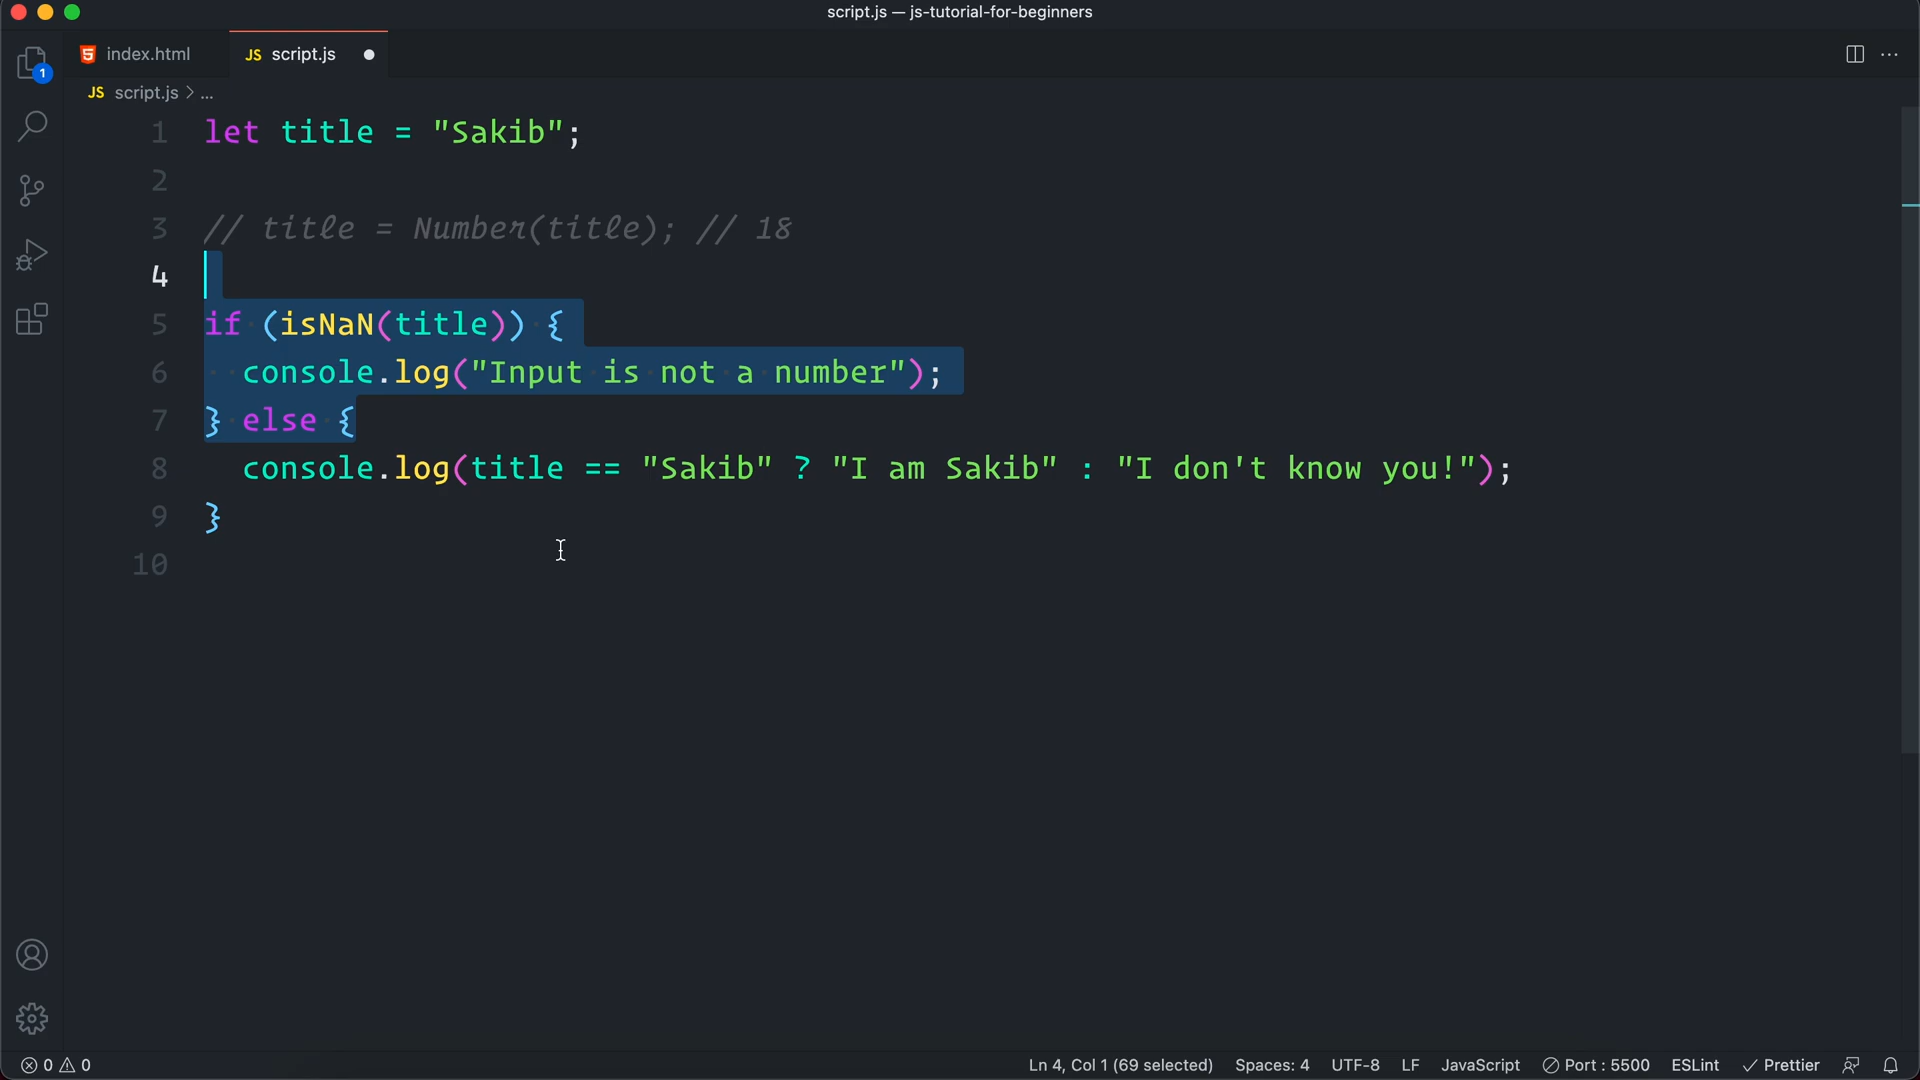 script.js — js-tutorial-for-beginners
index.html
JS script.js
JS script.js > ...
1 let title = "Sakib";
2
3 // title = Number(title); // 18
4
5 if (isNaN(title)) {
6 console.log("Input is not a number");
7 } else {
8 console.log(title == "Sakib" ? "I am Sakib" : "I don't know you!");
9 }
10
1
0 0 Ln 4, Col 1 (69 selected) Spaces: 4 UTF-8 LF JavaScript Port : 5500 ESLint Prettier